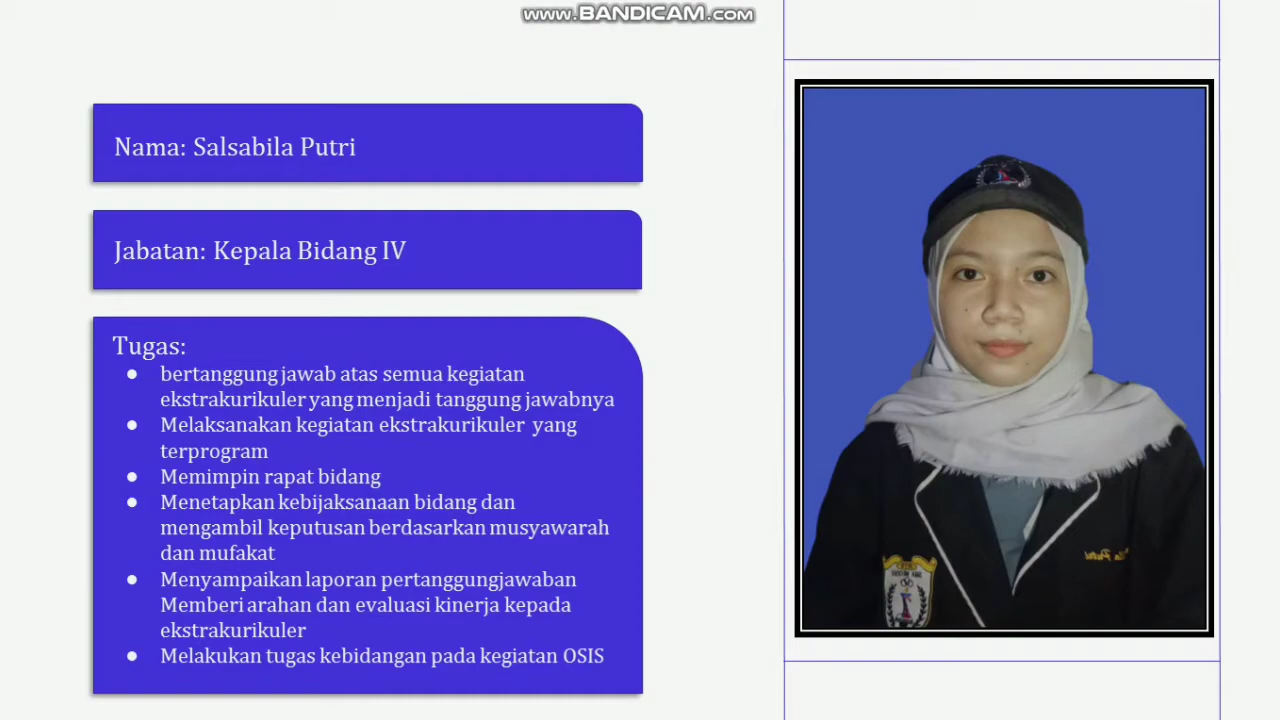 www.BANDICAM.com
Nama: Salsabila Putri
Jabatan: Kepala Bidang IV
Tugas:
● bertanggung jawab atas semua kegiatan
ekstrakurikuler yang menjadi tanggung jawabnya
● Melaksanakan kegiatan ekstrakurikuler yang
terprogram
● Memimpin rapat bidang
● Menetapkan kebijaksanaan bidang dan
mengambil keputusan berdasarkan musyawarah
dan mufakat
● Menyampaikan laporan pertanggungjawaban
Memberi arahan dan evaluasi kinerja kepada
ekstrakurikuler
● Melakukan tugas kebidangan pada kegiatan OSIS